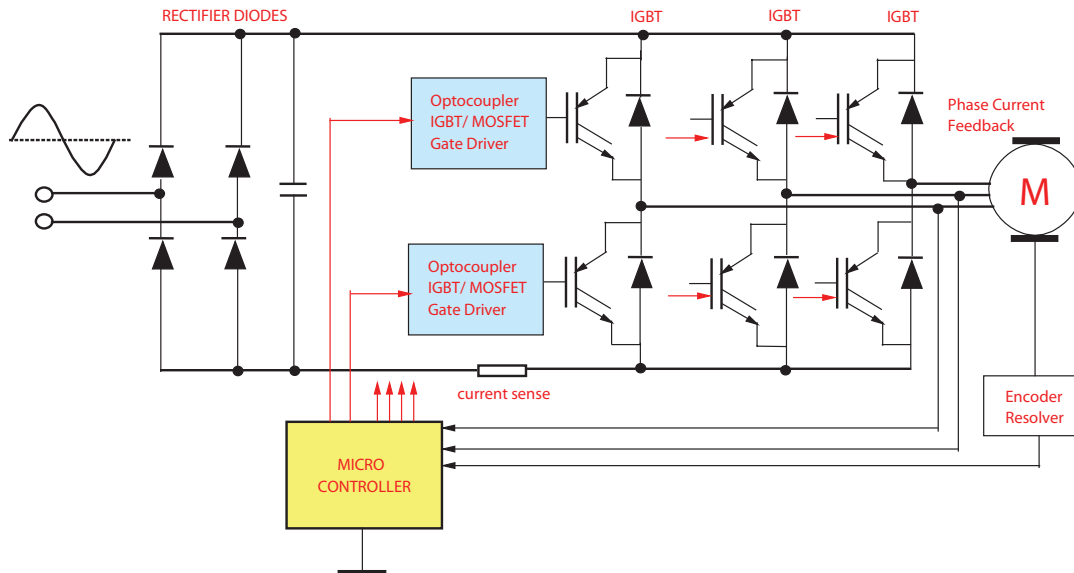 RECTIFIER DIODES
IGBT
IGBT
IGBT
Optocoupler
IGBT/ MOSFET
Gate Driver
Phase Current
Feedback
M
Optocoupler
IGBT/ MOSFET
Gate Driver
current sense
Encoder
Resolver
MICRO
CONTROLLER